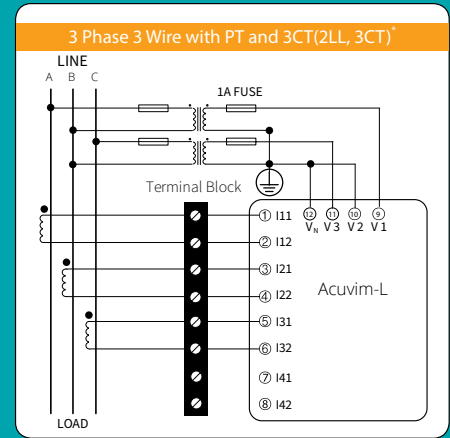 3 Phase 3 Wire with PT and 3CT(2LL, 3CT)*
LINE
A B C
1A FUSE
Terminal Block
① I11
② I12
③ I21
④ I22
⑤ I31
⑥ I32
⑦ I41
⑧ I42
⑫ ⑪ ⑩ ⑨
VN V3 V2 V1
Acuvim-L
LOAD